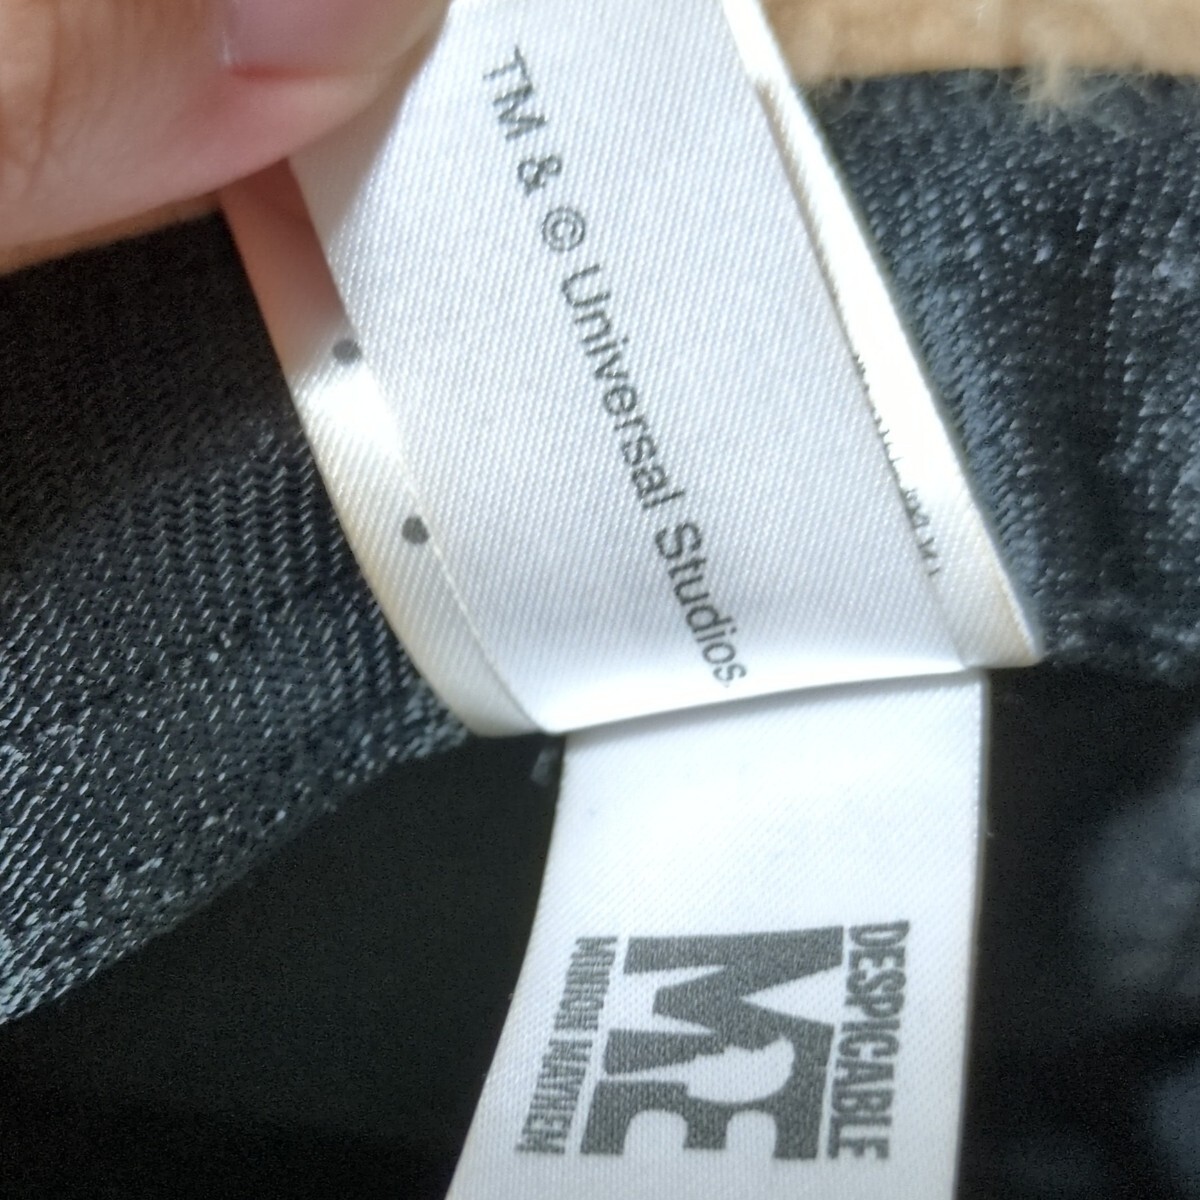 TM & © Universal Studios
DESPICABLE
ME
MINION MAYHEM